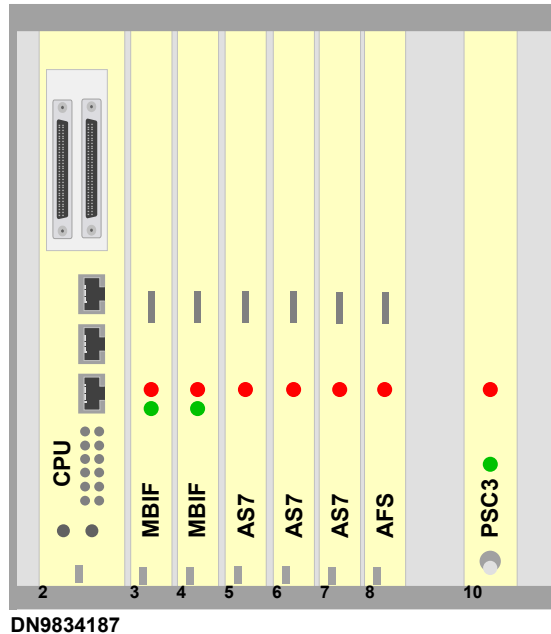 CPU
MBIF
MBIF
AS7
AS7
AS7
AFS
PSC3
2 3 4 5 6 7 8 10
DN9834187